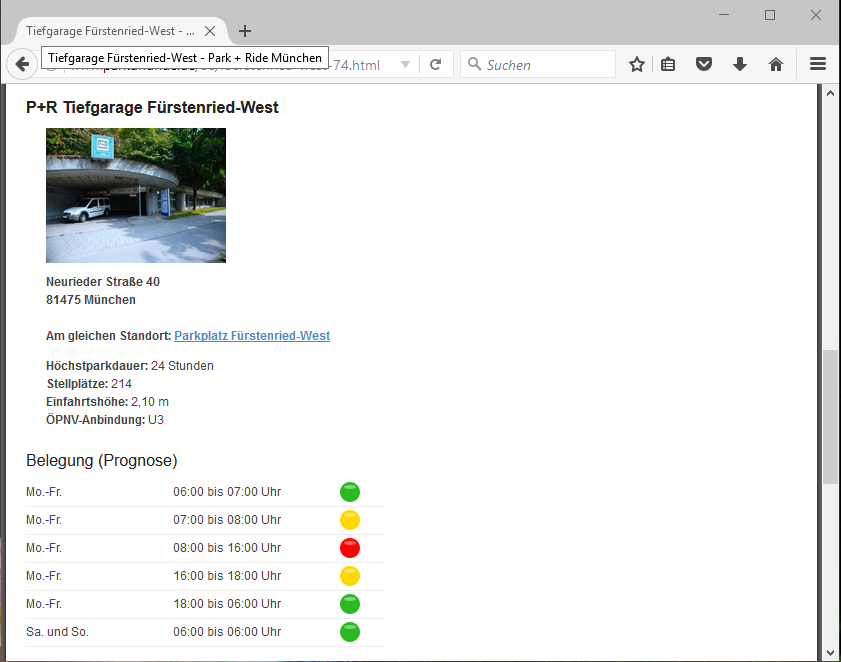 Tiefgarage Fürstenried-West - ...
Tiefgarage Fürstenried-West - Park + Ride München
-74.html
Suchen
P+R Tiefgarage Fürstenried-West
Neurieder Straße 40
81475 München
Am gleichen Standort: Parkplatz Fürstenried-West
Höchstparkdauer: 24 Stunden
Stellplätze: 214
Einfahrtshöhe: 2,10 m
ÖPNV-Anbindung: U3
Belegung (Prognose)
Mo.-Fr. 06:00 bis 07:00 Uhr
Mo.-Fr. 07:00 bis 08:00 Uhr
Mo.-Fr. 08:00 bis 16:00 Uhr
Mo.-Fr. 16:00 bis 18:00 Uhr
Mo.-Fr. 18:00 bis 06:00 Uhr
Sa. und So. 06:00 bis 06:00 Uhr